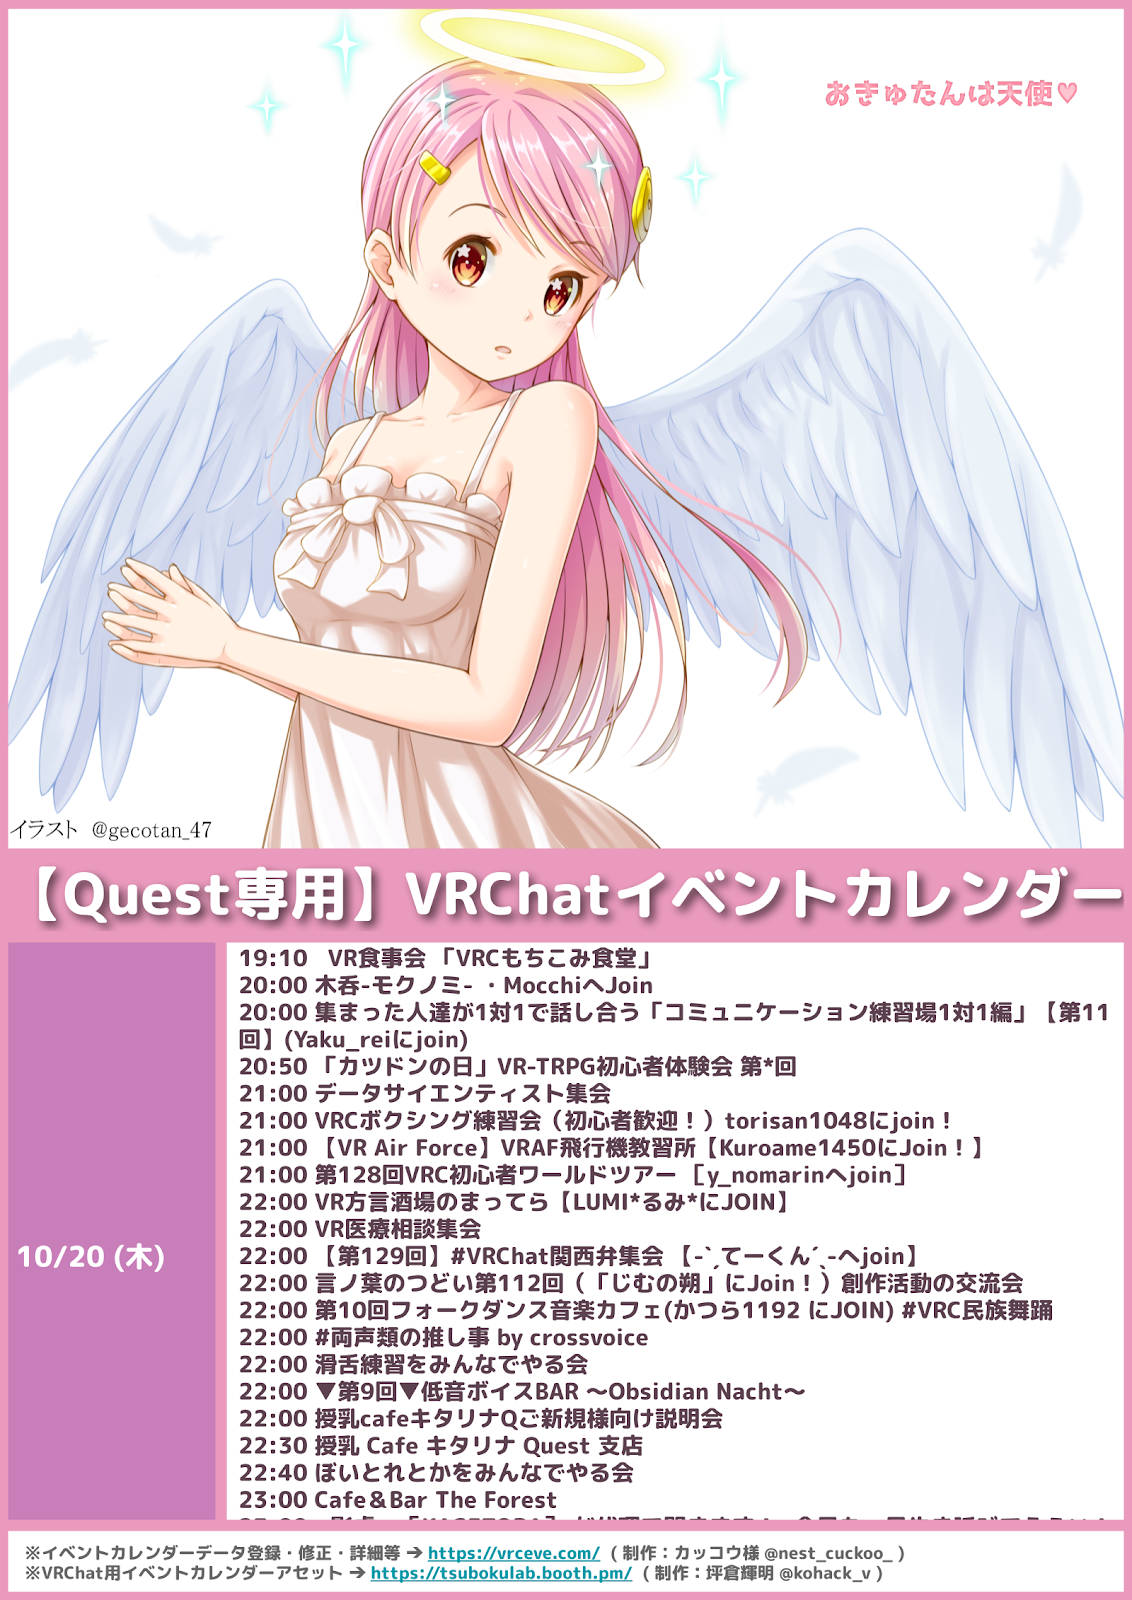 おきゅたんは天使♥
イラスト @gecotan_47
【Quest専用】VRChatイベントカレンダー
10/20 (木)
19:10 VR食事会 「VRCもちこみ食堂」
20:00 木呑-モクノミ- ・MocchiへJoin
20:00 集まった人達が1対1で話し合う「コミュニケーション練習場1対1編」【第11
回】(Yaku_reiにjoin)
20:50 「カツドンの日」VR-TRPG初心者体験会 第*回
21:00 データサイエンティスト集会
21:00 VRCボクシング練習会（初心者歓迎！）torisan1048にjoin！
21:00 【VR Air Force】VRAF飛行機教習所【Kuroame1450にJoin！】
21:00 第128回VRC初心者ワールドツアー ［y_nomarinへjoin］
22:00 VR方言酒場のまってら【LUMI*るみ*にJOIN】
22:00 VR医療相談集会
22:00 【第129回】#VRChat関西弁集会 【-ˋˏてーくんˊˎ-へjoin】
22:00 言ノ葉のつどい第112回（「じむの朔」にJoin！）創作活動の交流会
22:00 第10回フォークダンス音楽カフェ(かつら1192 にJOIN) #VRC民族舞踊
22:00 #両声類の推し事 by crossvoice
22:00 滑舌練習をみんなでやる会
22:00 ▼第9回▼低音ボイスBAR ～Obsidian Nacht～
22:00 授乳cafeキタリナQご新規様向け説明会
22:30 授乳 Cafe キタリナ Quest 支店
22:40 ぼいとれとかをみんなでやる会
23:00 Cafe＆Bar The Forest
※イベントカレンダーデータ登録・修正・詳細等 ➔ https://vrceve.com/ ( 制作：カッコウ様 @nest_cuckoo_ )
※VRChat用イベントカレンダーアセット ➔ https://tsubokulab.booth.pm/ ( 制作：坪倉輝明 @kohack_v )